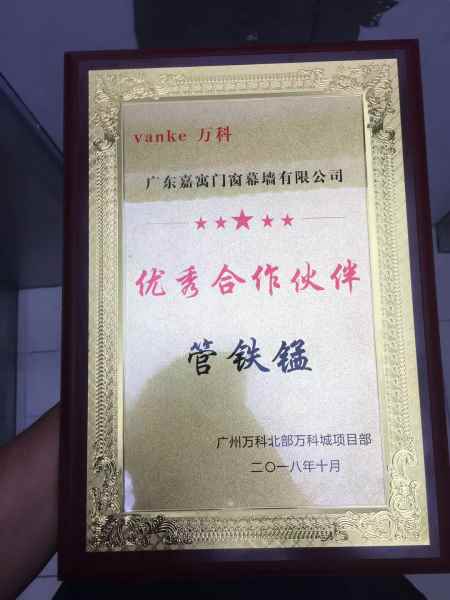 vanke 万科
广东嘉寓门窗幕墙有限公司
优秀合作伙伴
管铁锰
广州万科北部万科城项目部
二〇一八年十月